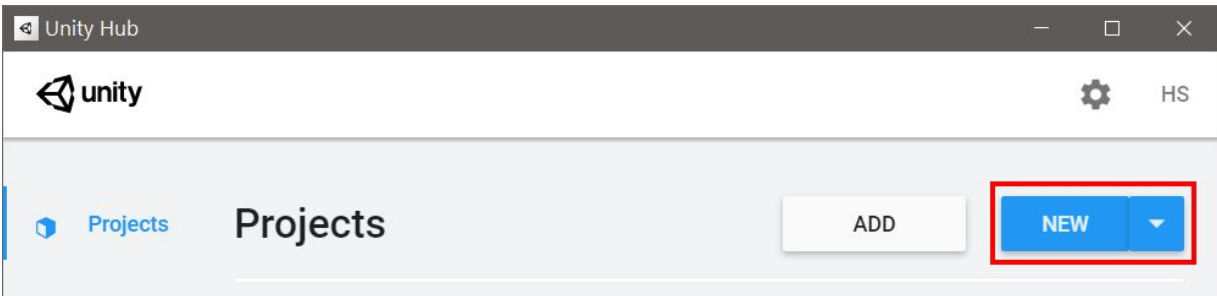 Unity Hub
unity
HS
Projects
Projects
ADD
NEW